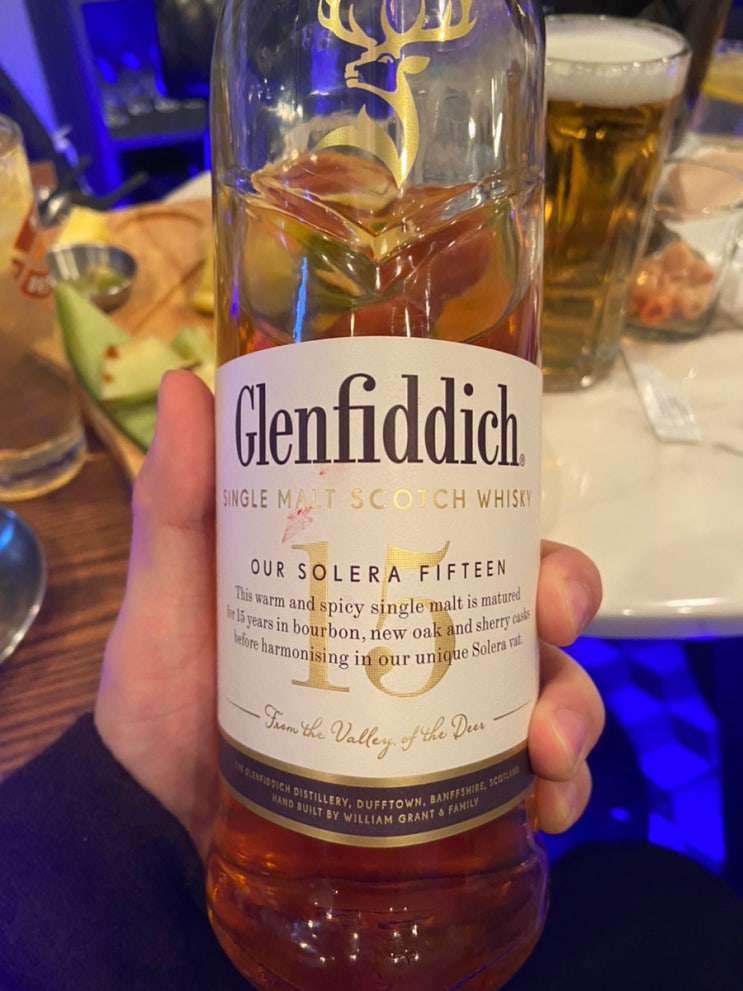 Glenfiddich®
SINGLE MALT SCOTCH WHISKY
15
OUR SOLERA FIFTEEN
This warm and spicy single malt is matured
for 15 years in bourbon, new oak and sherry casks
before harmonising in our unique Solera vat.
From the Valley of the Deer
THE GLENFIDDICH DISTILLERY, DUFFTOWN, BANFFSHIRE, SCOTLAND
HAND BUILT BY WILLIAM GRANT & FAMILY